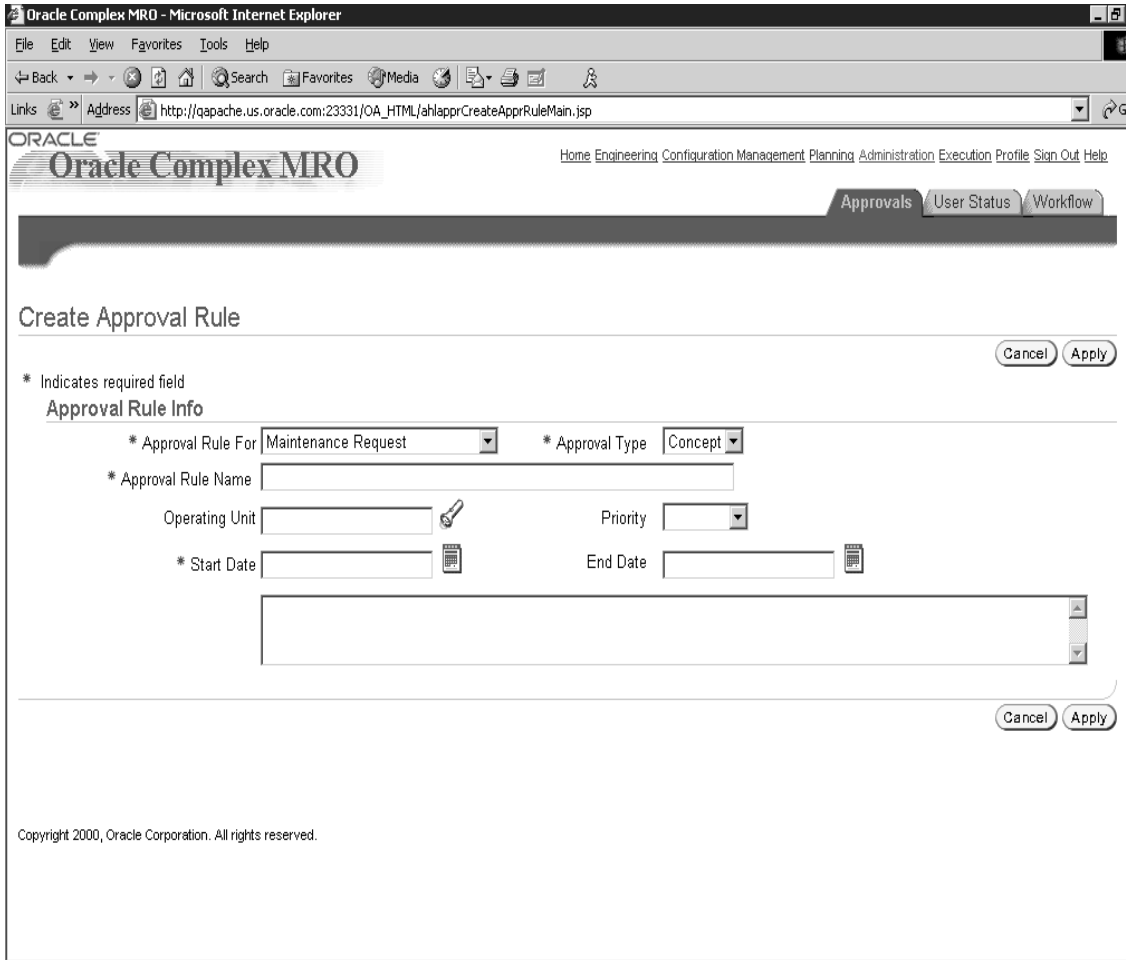 Oracle Complex MRO - Microsoft Internet Explorer
File Edit View Favorites Tools Help
Back Search Favorites Media
Links » Address http://qapache.us.oracle.com:23331/OA_HTML/ahlapprCreateApprRuleMain.jsp
ORACLE
Oracle Complex MRO
Home Engineering Configuration Management Planning Administration Execution Profile Sign Out Help
Approvals User Status Workflow
Create Approval Rule
Cancel Apply
* Indicates required field
Approval Rule Info
* Approval Rule For Maintenance Request * Approval Type Concept
* Approval Rule Name
Operating Unit Priority
* Start Date End Date
Cancel Apply
Copyright 2000, Oracle Corporation. All rights reserved.